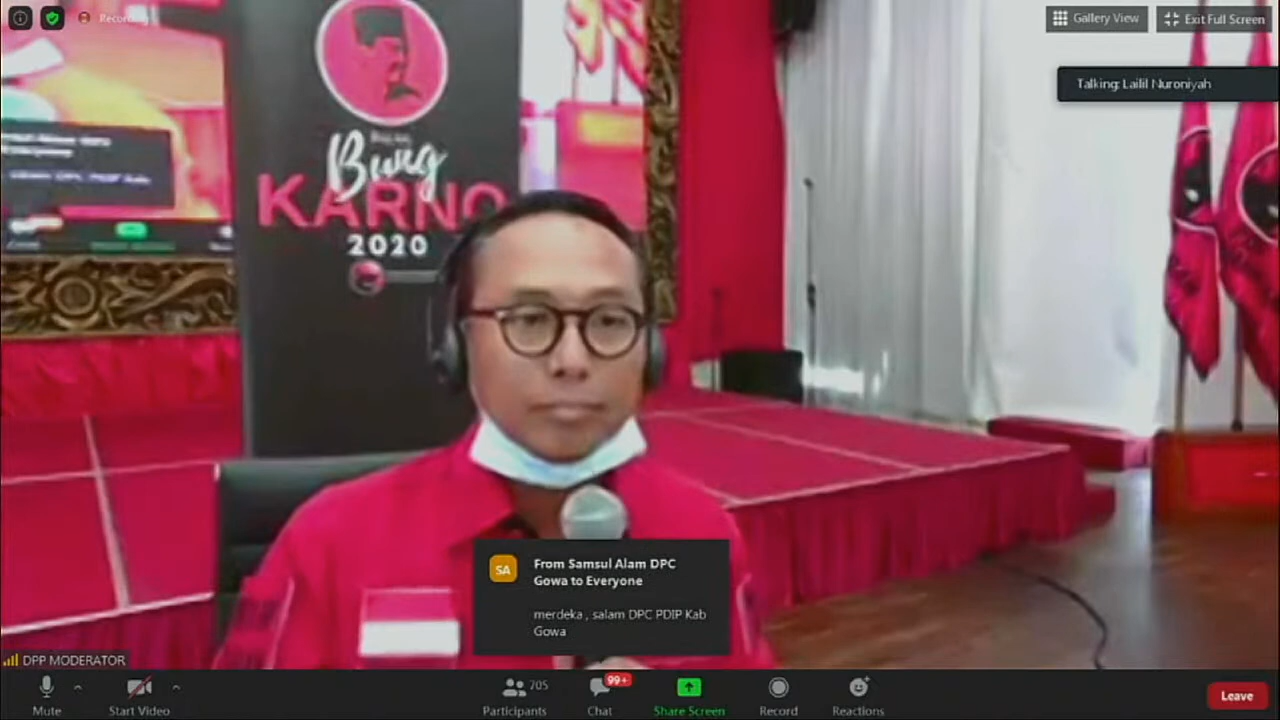 Recording
Gallery View
Exit Full Screen
Talking: Lailil Nuroniyah
Bung
KARNO
2020
SA
From Samsul Alam DPC
Gowa to Everyone
merdeka , salam DPC PDIP Kab
Gowa
DPP MODERATOR
705
99+
Mute
Start Video
Participants
Chat
Share Screen
Record
Reactions
Leave